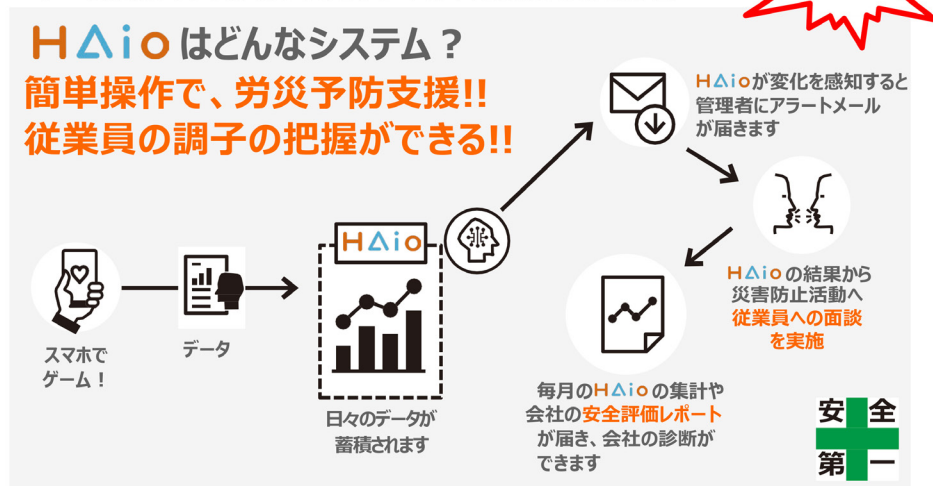 HΔioはどんなシステム？
簡単操作で、労災予防支援!!
従業員の調子の把握ができる!!
スマホで
ゲーム！
データ
HΔio
日々のデータが
蓄積されます
HΔioが変化を感知すると
管理者にアラートメール
が届きます
HΔioの結果から
災害防止活動へ
従業員への面談
を実施
毎月のHΔioの集計や
会社の安全評価レポート
が届き、会社の診断が
できます
安全
第一